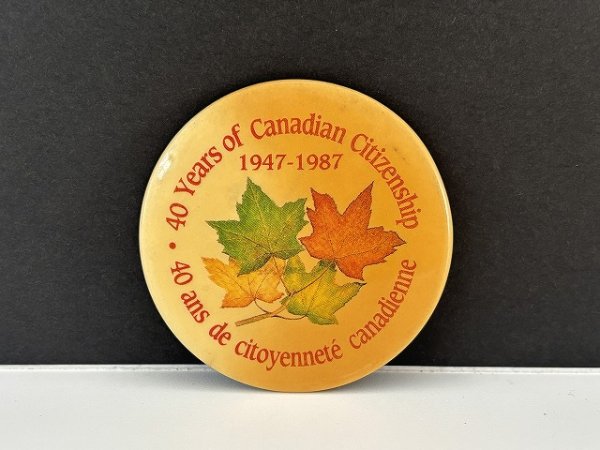 40 Years of Canadian Citizenship
1947-1987
• 40 ans de citoyenneté canadienne